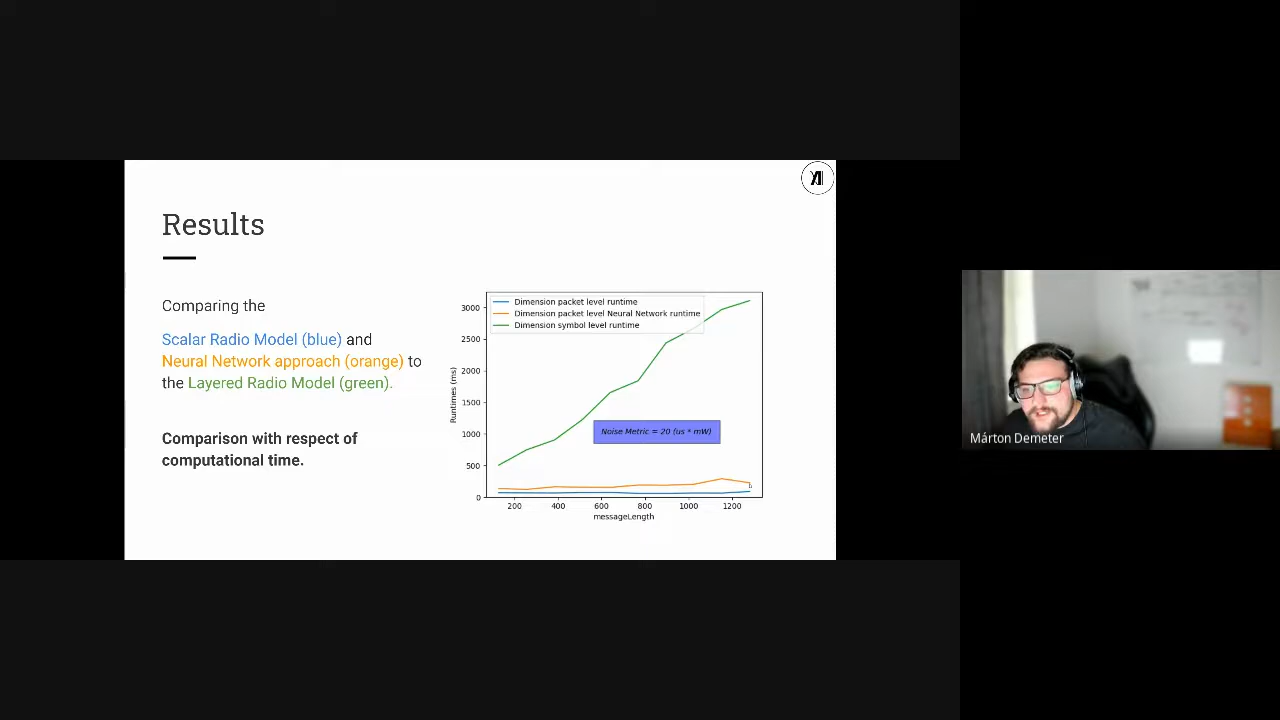 Results
Comparing the
Scalar Radio Model (blue) and
Neural Network approach (orange) to
the Layered Radio Model (green).
Comparison with respect of
computational time.
Dimension packet level runtime
Dimension packet level Neural Network runtime
Dimension symbol level runtime
3000
2500
2000
1500
1000
500
0
Runtimes (ms)
Noise Metric = 20 (us * mW)
200 400 600 800 1000 1200
messageLength
Márton Demeter